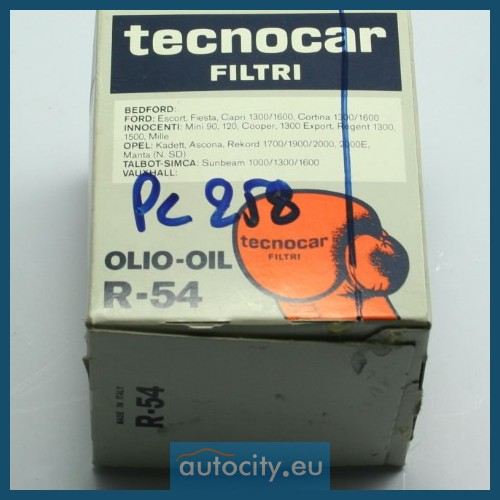 tecnocar
FILTRI
BEDFORD:
FORD: Escort, Fiesta, Capri 1300/1600, Cortina 1300/1600
INNOCENTI: Mini 90, 120, Cooper, 1300 Export, Regent 1300,
1500, Mille
OPEL: Kadett, Ascona, Rekord 1700/1900/2000, 2000E,
Manta (N. SD)
TALBOT-SIMCA: Sunbeam 1000/1300/1600
VAUXHALL:
PC 258
tecnocar
FILTRI
OLIO-OIL
R-54
MADE IN ITALY
R-54
autocity.eu